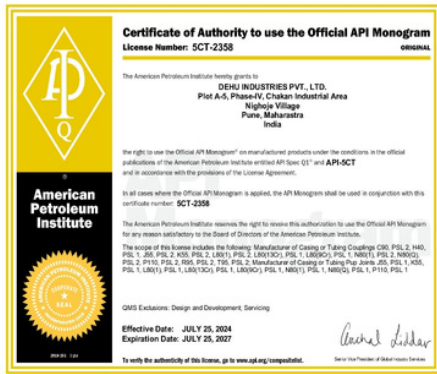 Certificate of Authority to use the Official API Monogram
License Number: 5CT-2358
ORIGINAL
The American Petroleum Institute hereby grants to
DEHU INDUSTRIES PVT., LTD.
Plot A-5, Phase-IV, Chakan Industrial Area
Nighoje Village
Pune, Maharastra
India
the right to use the Official API Monogram® on manufactured products under the conditions in the official
publications of the American Petroleum Institute entitled API Spec Q1® and API-5CT
and in accordance with the provisions of the License Agreement.
In all cases where the Official API Monogram is applied, the API Monogram shall be used in conjunction with this
certificate number: 5CT-2358
The American Petroleum Institute reserves the right to revoke this authorization to use the Official API Monogram
for any reason satisfactory to the Board of Directors of the American Petroleum Institute.
The scope of this license includes the following: Manufacturer of Casing or Tubing Couplings C90, PSL 2, H40,
PSL 1, J55, PSL 2, K55, PSL 2, L80(1), PSL 2, L80(13Cr), PSL 1, L80(9Cr), PSL 1, N80(1), PSL 2, N80(Q),
PSL 2, P110, PSL 2, R95, PSL 2, T95, PSL 2; Manufacturer of Casing or Tubing Pup Joints J55, PSL 1, K55,
PSL 1, L80(1), PSL 1, L80(13Cr), PSL 1, L80(9Cr), PSL 1, N80(1), PSL 1, N80(Q), PSL 1, P110, PSL 1
QMS Exclusions: Design and Development; Servicing
Effective Date: JULY 25, 2024
Expiration Date: JULY 25, 2027
To verify the authenticity of this license, go to www.api.org/compositelist.
Senior Vice President of Global Industry Services
API
Q
®
American
Petroleum
Institute
CERTIFICATE
SEAL